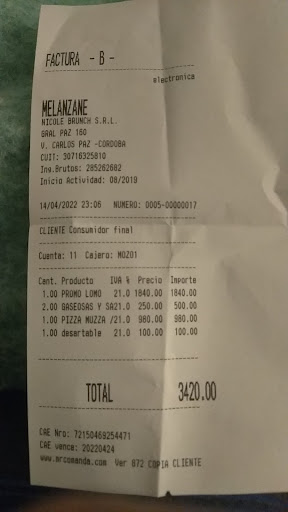 FACTURA - B -
electronica
MELANZANE
NICOLE BRUNCH S.R.L.
GRAL PAZ 160
V. CARLOS PAZ -CORDOBA
CUIT: 30716325810
Ing.Brutos: 285262682
Inicio Actividad: 08/2019
14/04/2022 23:06 NUMERO: 0005-00000017
CLIENTE Consumidor final
Cuenta: 11 Cajero: MOZO1
Cant. Producto IVA % Precio Importe
1.00 PROMO LOMO 21.0 1840.00 1840.00
2.00 GASEOSAS Y SA21.0 250.00 500.00
1.00 PIZZA MUZZA /21.0 980.00 980.00
1.00 desartable 21.0 100.00 100.00
TOTAL 3420.00
CAE Nro: 72150469254471
CAE vence: 20220424
www.mrcomanda.com Ver 872 COPIA CLIENTE